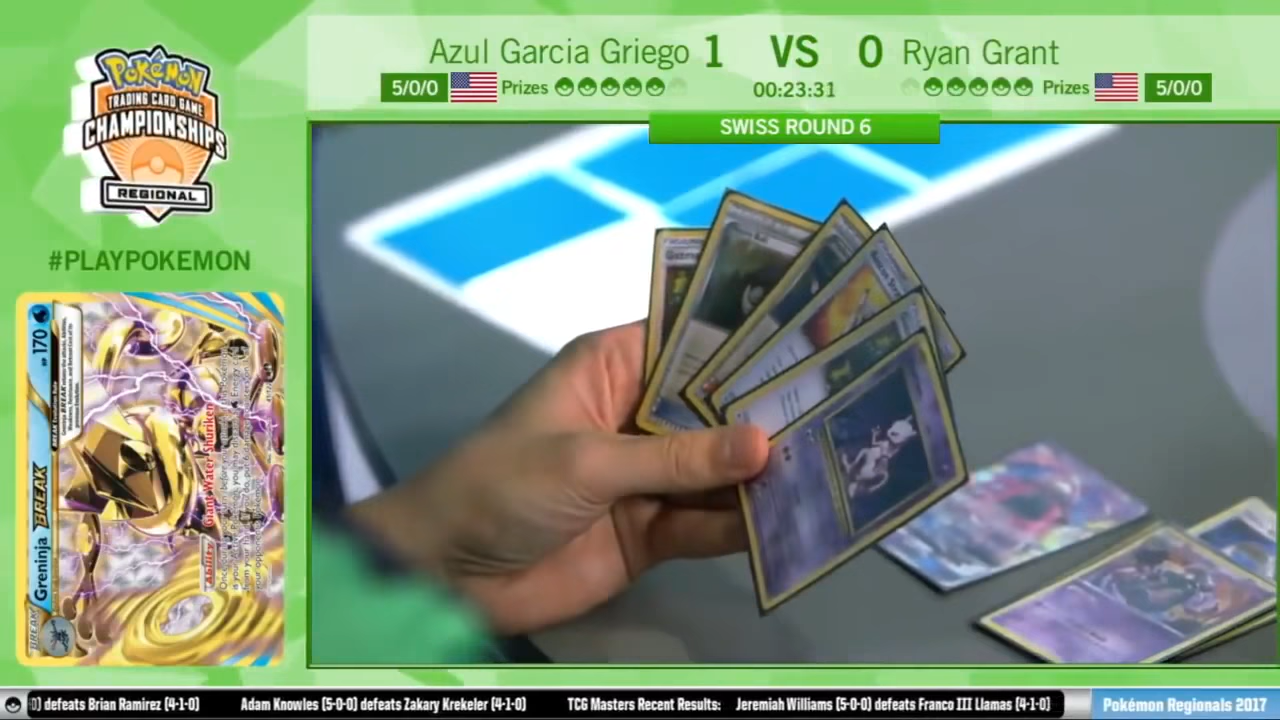 Pokémon
TRADING CARD GAME
CHAMPIONSHIPS
REGIONAL
#PLAYPOKEMON
Azul Garcia Griego 1 VS 0 Ryan Grant
5/0/0 Prizes 00:23:31 Prizes 5/0/0
SWISS ROUND 6
BREAK Greninja BREAK HP 170
Ability Giant Water Shuriken
0) defeats Brian Ramirez (4-1-0) Adam Knowles (5-0-0) defeats Zakary Krekeler (4-1-0) TCG Masters Recent Results: Jeremiah Williams (5-0-0) defeats Franco III Llamas (4-1-0)
Pokémon Regionals 2017